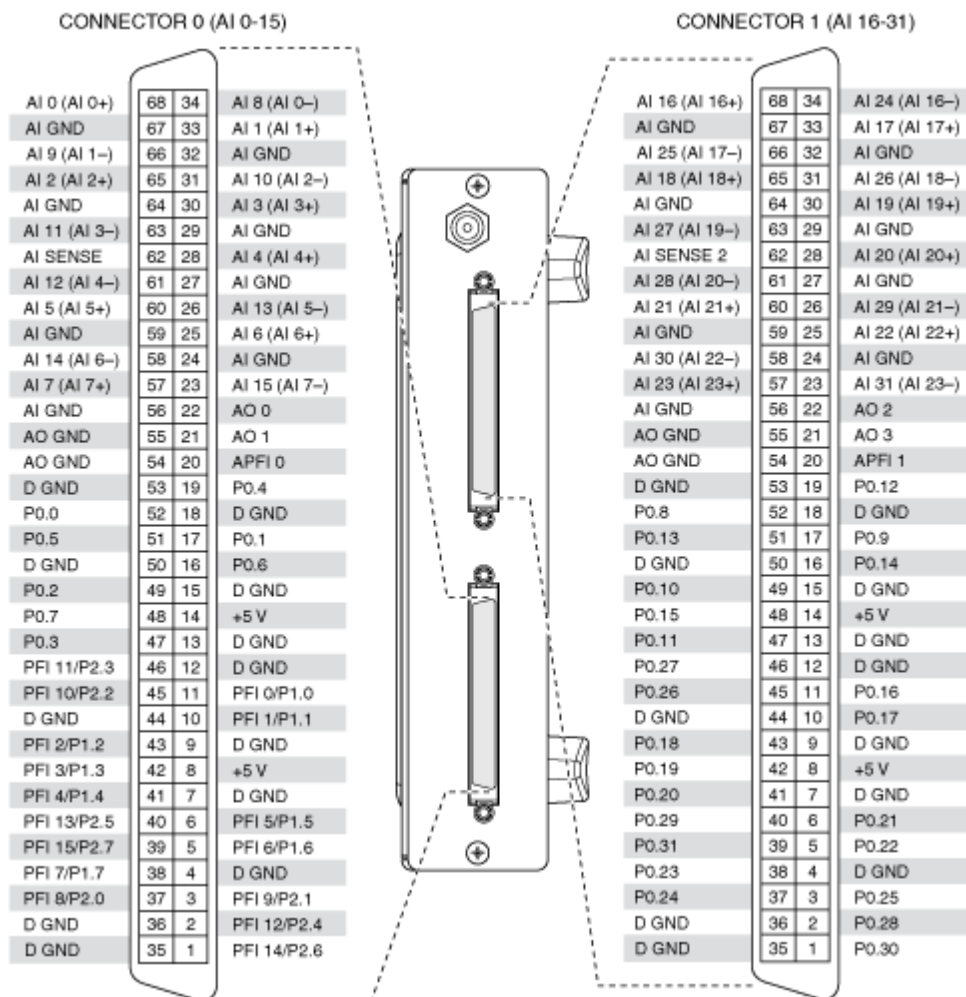 CONNECTOR 0 (AI 0-15)
AI 0 (AI 0+) 68 34 AI 8 (AI 0–)
AI GND 67 33 AI 1 (AI 1+)
AI 9 (AI 1–) 66 32 AI GND
AI 2 (AI 2+) 65 31 AI 10 (AI 2–)
AI GND 64 30 AI 3 (AI 3+)
AI 11 (AI 3–) 63 29 AI GND
AI SENSE 62 28 AI 4 (AI 4+)
AI 12 (AI 4–) 61 27 AI GND
AI 5 (AI 5+) 60 26 AI 13 (AI 5–)
AI GND 59 25 AI 6 (AI 6+)
AI 14 (AI 6–) 58 24 AI GND
AI 7 (AI 7+) 57 23 AI 15 (AI 7–)
AI GND 56 22 AO 0
AO GND 55 21 AO 1
AO GND 54 20 APFI 0
D GND 53 19 P0.4
P0.0 52 18 D GND
P0.5 51 17 P0.1
D GND 50 16 P0.6
P0.2 49 15 D GND
P0.7 48 14 +5 V
P0.3 47 13 D GND
PFI 11/P2.3 46 12 D GND
PFI 10/P2.2 45 11 PFI 0/P1.0
D GND 44 10 PFI 1/P1.1
PFI 2/P1.2 43 9 D GND
PFI 3/P1.3 42 8 +5 V
PFI 4/P1.4 41 7 D GND
PFI 13/P2.5 40 6 PFI 5/P1.5
PFI 15/P2.7 39 5 PFI 6/P1.6
PFI 7/P1.7 38 4 D GND
PFI 8/P2.0 37 3 PFI 9/P2.1
D GND 36 2 PFI 12/P2.4
D GND 35 1 PFI 14/P2.6
CONNECTOR 1 (AI 16-31)
AI 16 (AI 16+) 68 34 AI 24 (AI 16–)
AI GND 67 33 AI 17 (AI 17+)
AI 25 (AI 17–) 66 32 AI GND
AI 18 (AI 18+) 65 31 AI 26 (AI 18–)
AI GND 64 30 AI 19 (AI 19+)
AI 27 (AI 19–) 63 29 AI GND
AI SENSE 2 62 28 AI 20 (AI 20+)
AI 28 (AI 20–) 61 27 AI GND
AI 21 (AI 21+) 60 26 AI 29 (AI 21–)
AI GND 59 25 AI 22 (AI 22+)
AI 30 (AI 22–) 58 24 AI GND
AI 23 (AI 23+) 57 23 AI 31 (AI 23–)
AI GND 56 22 AO 2
AO GND 55 21 AO 3
AO GND 54 20 APFI 1
D GND 53 19 P0.12
P0.8 52 18 D GND
P0.13 51 17 P0.9
D GND 50 16 P0.14
P0.10 49 15 D GND
P0.15 48 14 +5 V
P0.11 47 13 D GND
P0.27 46 12 D GND
P0.26 45 11 P0.16
D GND 44 10 P0.17
P0.18 43 9 D GND
P0.19 42 8 +5 V
P0.20 41 7 D GND
P0.29 40 6 P0.21
P0.31 39 5 P0.22
P0.23 38 4 D GND
P0.24 37 3 P0.25
D GND 36 2 P0.28
D GND 35 1 P0.30